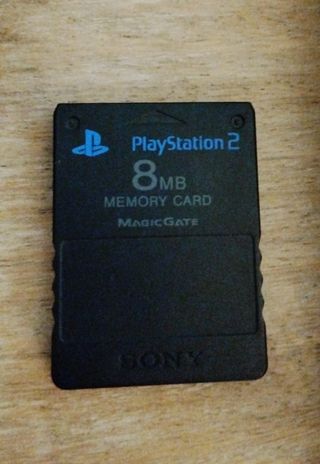 PlayStation 2
8MB
MEMORY CARD
MAGICGATE
SONY